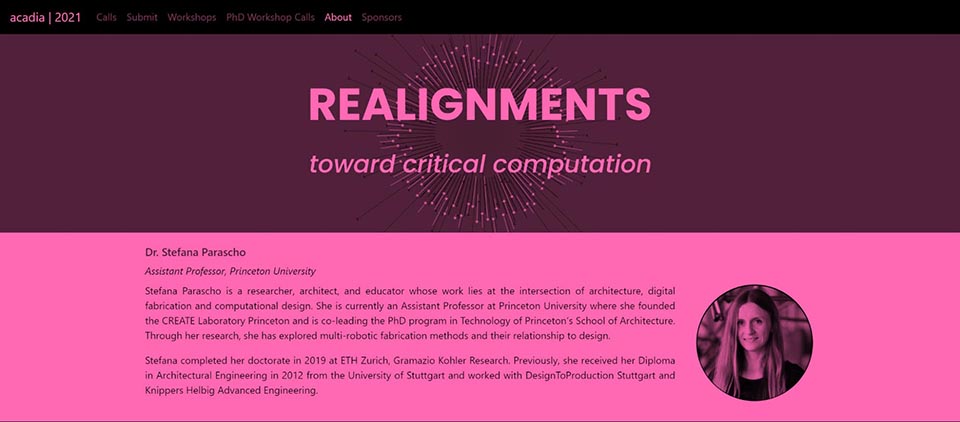 acadia | 2021 Calls Submit Workshops PhD Workshop Calls About Sponsors
REALIGNMENTS
toward critical computation
Dr. Stefana Parascho
Assistant Professor, Princeton University
Stefana Parascho is a researcher, architect, and educator whose work lies at the intersection of architecture, digital
fabrication and computational design. She is currently an Assistant Professor at Princeton University where she founded
the CREATE Laboratory Princeton and is co-leading the PhD program in Technology of Princeton's School of Architecture.
Through her research, she has explored multi-robotic fabrication methods and their relationship to design.
Stefana completed her doctorate in 2019 at ETH Zurich, Gramazio Kohler Research. Previously, she received her Diploma
in Architectural Engineering in 2012 from the University of Stuttgart and worked with DesignToProduction Stuttgart and
Knippers Helbig Advanced Engineering.